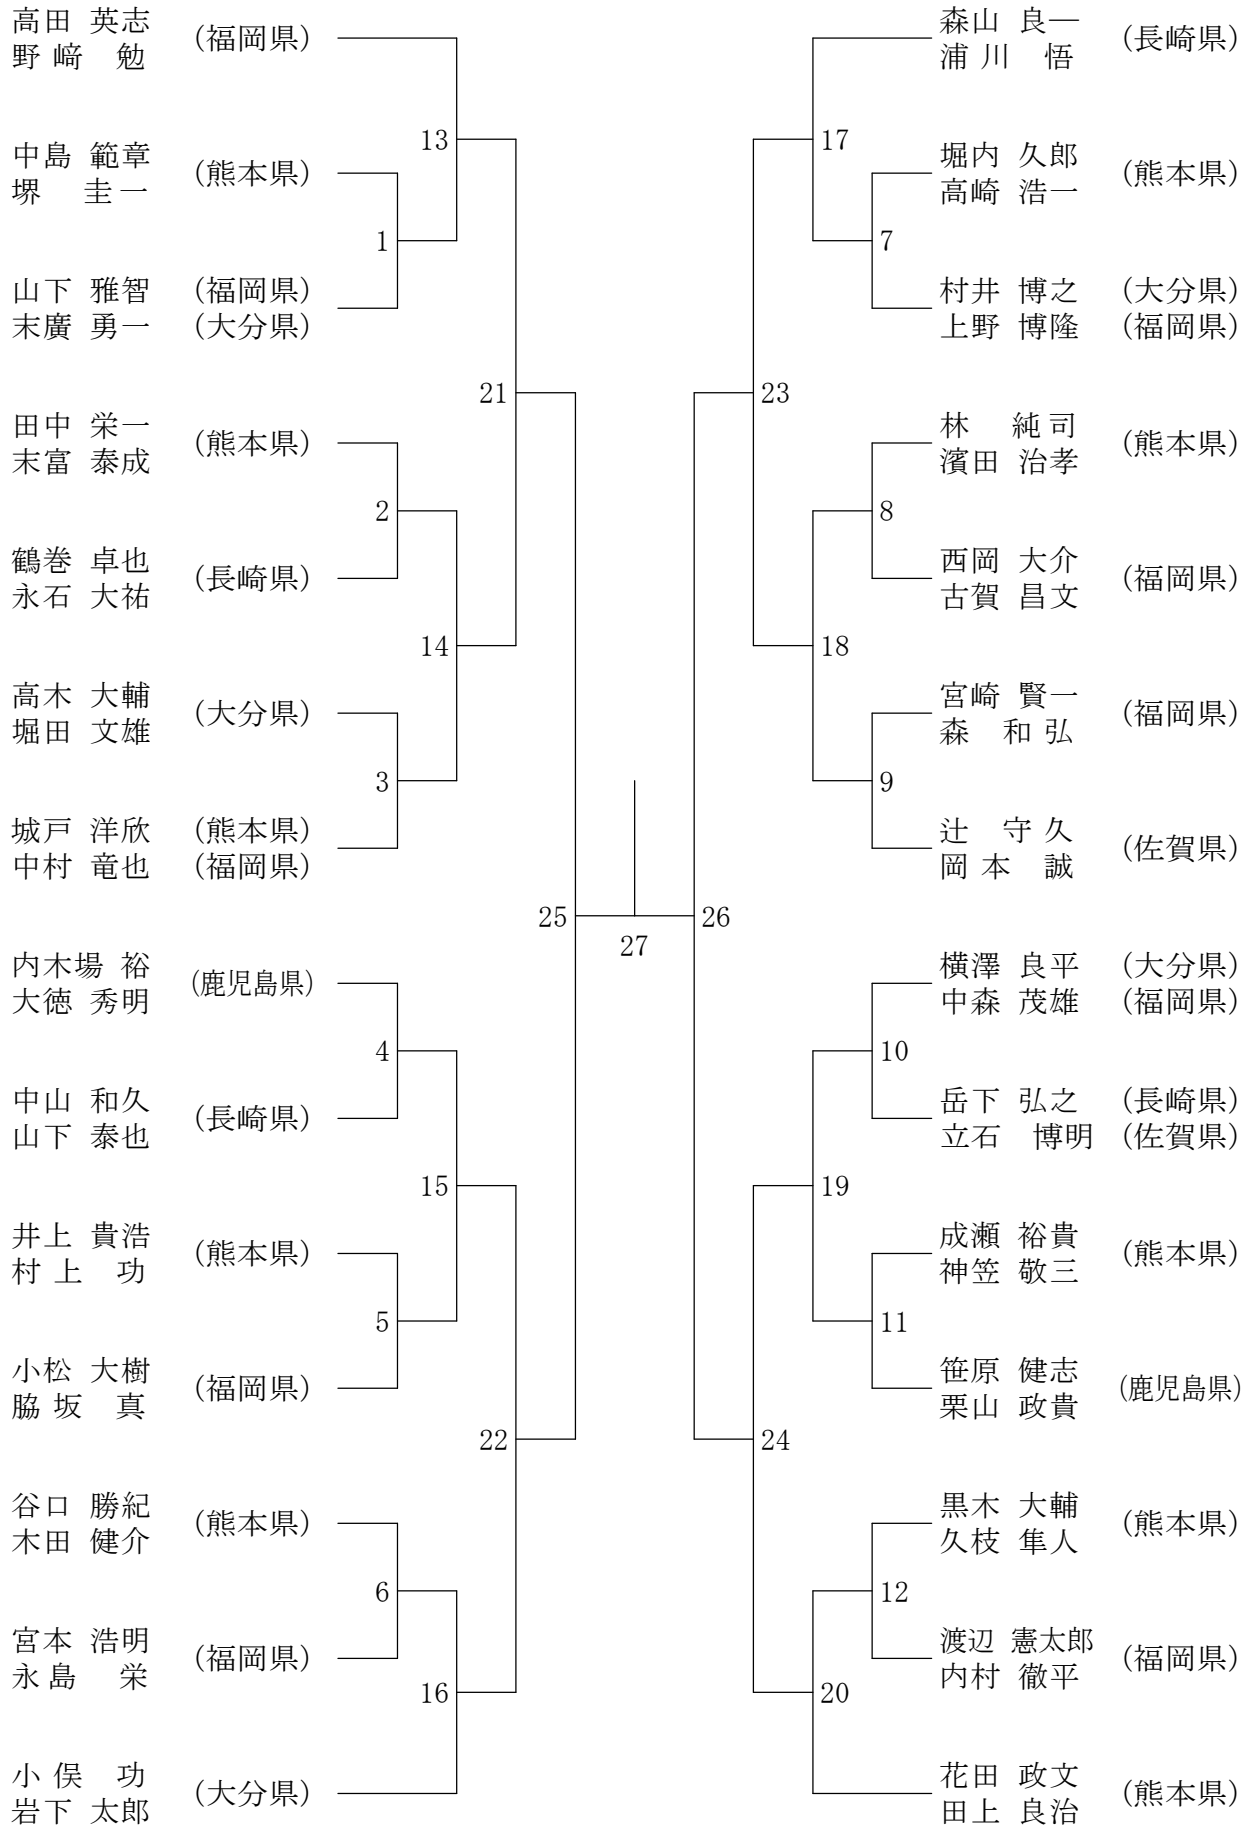 高田 英志 (福岡県)
野﨑 勉
13
中島 範章 (熊本県)
堺 圭一
1
山下 雅智 (福岡県)
末廣 勇一 (大分県)
21
田中 栄一 (熊本県)
末富 泰成
2
鶴巻 卓也 (長崎県)
永石 大祐
14
高木 大輔 (大分県)
堀田 文雄
3
城戸 洋欣 (熊本県)
中村 竜也 (福岡県)
25
内木場 裕 (鹿児島県)
大徳 秀明
4
中山 和久 (長崎県)
山下 泰也
15
井上 貴浩 (熊本県)
村上 功
5
小松 大樹 (福岡県)
脇坂 真
22
谷口 勝紀 (熊本県)
木田 健介
6
宮本 浩明 (福岡県)
永島 栄
16
小俣 功 (大分県)
岩下 太郎
27
森山 良一 (長崎県)
浦川 悟
17
堀内 久郎 (熊本県)
高崎 浩一
7
村井 博之 (大分県)
上野 博隆 (福岡県)
23
林 純司 (熊本県)
濱田 治孝
8
西岡 大介 (福岡県)
古賀 昌文
18
宮崎 賢一 (福岡県)
森 和弘
9
辻 守久 (佐賀県)
岡本 誠
26
横澤 良平 (大分県)
中森 茂雄 (福岡県)
10
岳下 弘之 (長崎県)
立石 博明 (佐賀県)
19
成瀬 裕貴 (熊本県)
神笠 敬三
11
笹原 健志 (鹿児島県)
栗山 政貴
24
黒木 大輔 (熊本県)
久枝 隼人
12
渡辺 憲太郎 (福岡県)
内村 徹平
20
花田 政文 (熊本県)
田上 良治